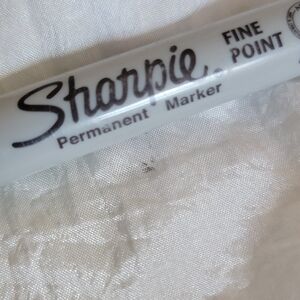 Sharpie.
FINE
POINT
Permanent Marker